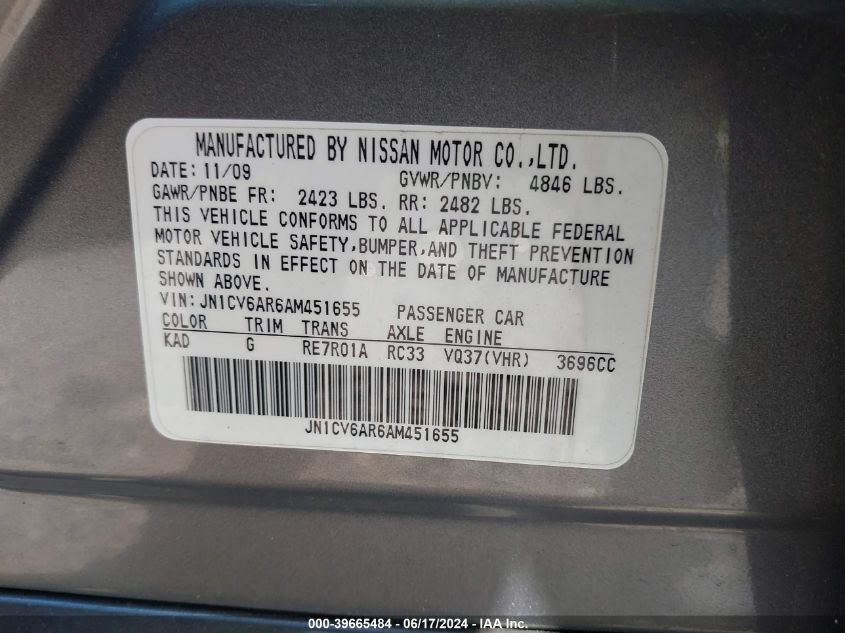 MANUFACTURED BY NISSAN MOTOR CO.,LTD.
DATE: 11/09 GVWR/PNBV: 4846 LBS.
GAWR/PNBE FR: 2423 LBS. RR: 2482 LBS.
THIS VEHICLE CONFORMS TO ALL APPLICABLE FEDERAL
MOTOR VEHICLE SAFETY,BUMPER,AND THEFT PREVENTION
STANDARDS IN EFFECT ON THE DATE OF MANUFACTURE
SHOWN ABOVE.
VIN:JN1CV6AR6AM451655 PASSENGER CAR
COLOR TRIM TRANS AXLE ENGINE
KAD G RE7R01A RC33 VQ37(VHR) 3696CC
JN1CV6AR6AM451655
000-39665484 - 06/17/2024 - IAA Inc.